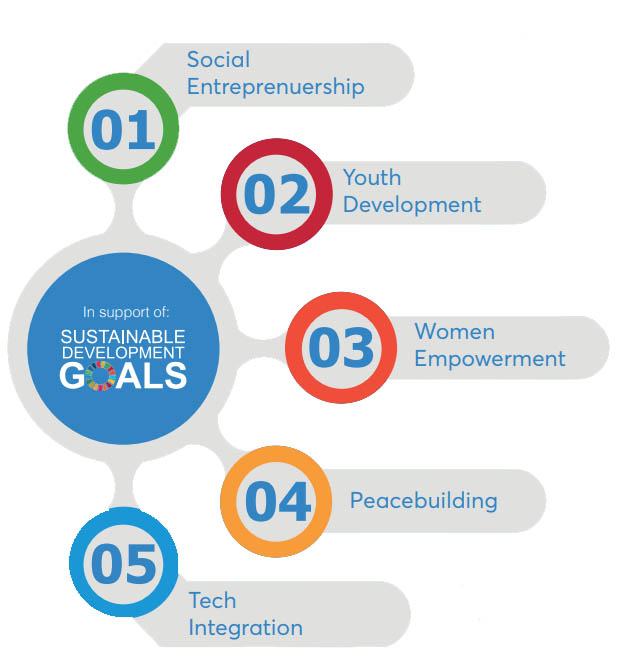 Social
Entreprenuership
01
02
Youth
Development
In support of:
SUSTAINABLE
DEVELOPMENT
GOALS
03
Women
Empowerment
04
Peacebuilding
05
Tech
Integration